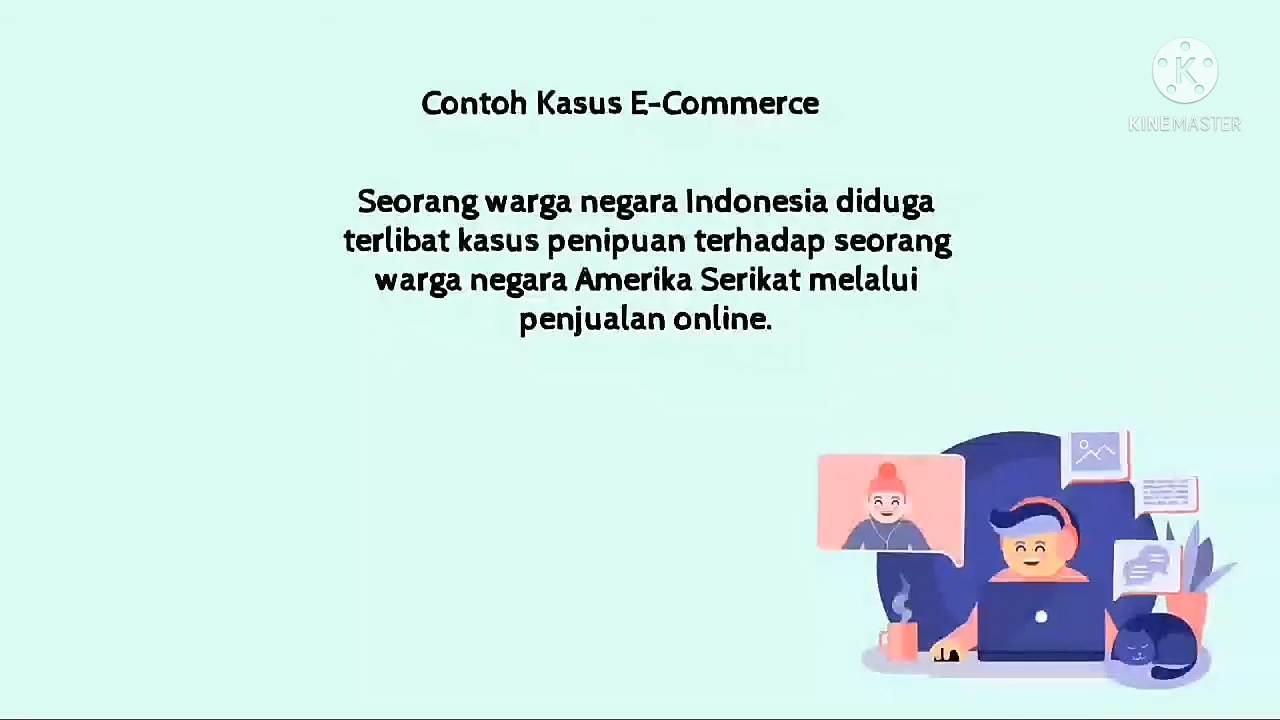 Contoh Kasus E-Commerce
Seorang warga negara Indonesia diduga
terlibat kasus penipuan terhadap seorang
warga negara Amerika Serikat melalui
penjualan online.
K
KINEMASTER